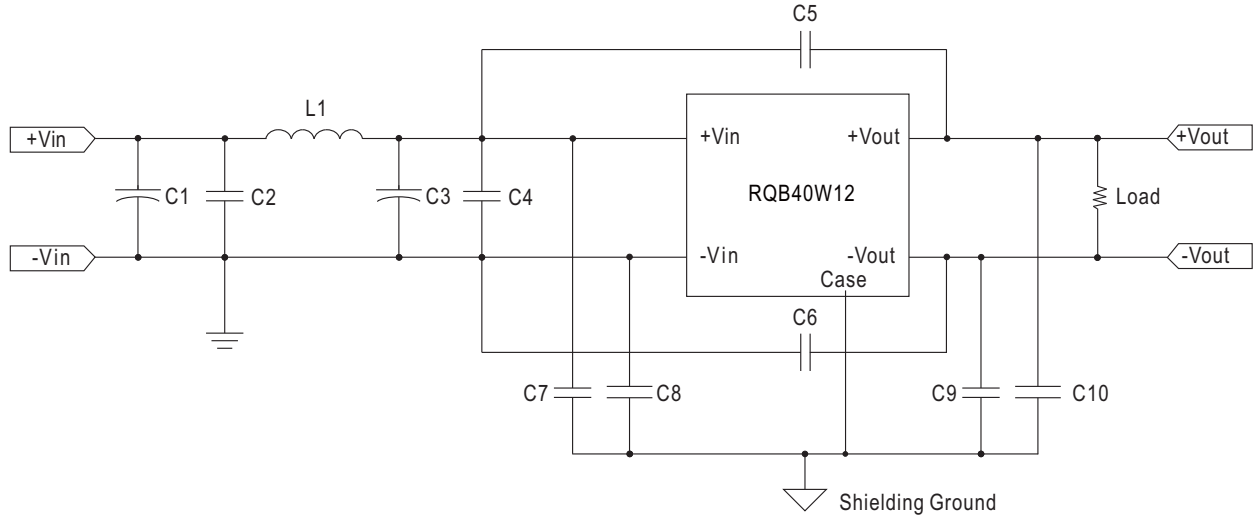 C5
L1
+Vin
+Vin
+Vout
+Vout
C1
C2
C3
C4
RQB40W12
Load
-Vin
-Vin
-Vout
-Vout
Case
C6
C7
C8
C9
C10
Shielding Ground